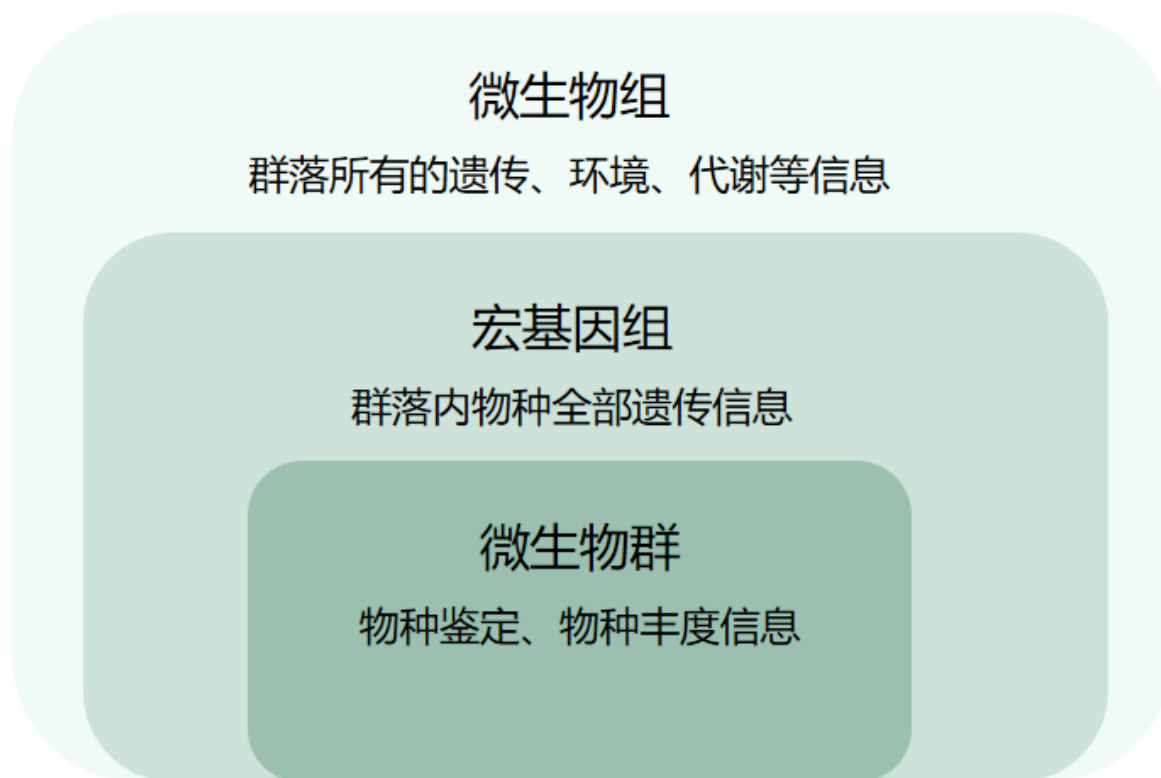 微生物组
群落所有的遗传、环境、代谢等信息
宏基因组
群落内物种全部遗传信息
微生物群
物种鉴定、物种丰度信息